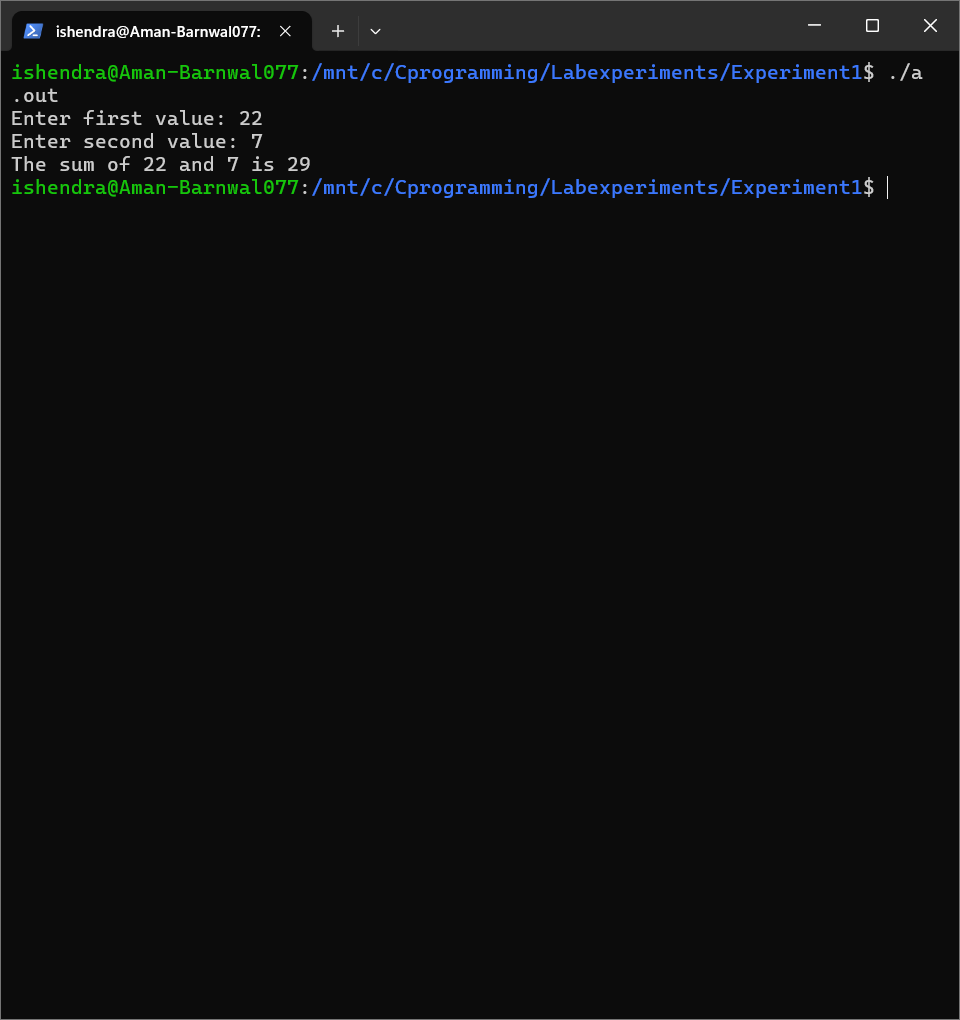 ishendra@Aman-Barnwal077:
ishendra@Aman-Barnwal077:/mnt/c/Cprogramming/Labexperiments/Experiment1$ ./a
.out
Enter first value: 22
Enter second value: 7
The sum of 22 and 7 is 29
ishendra@Aman-Barnwal077:/mnt/c/Cprogramming/Labexperiments/Experiment1$